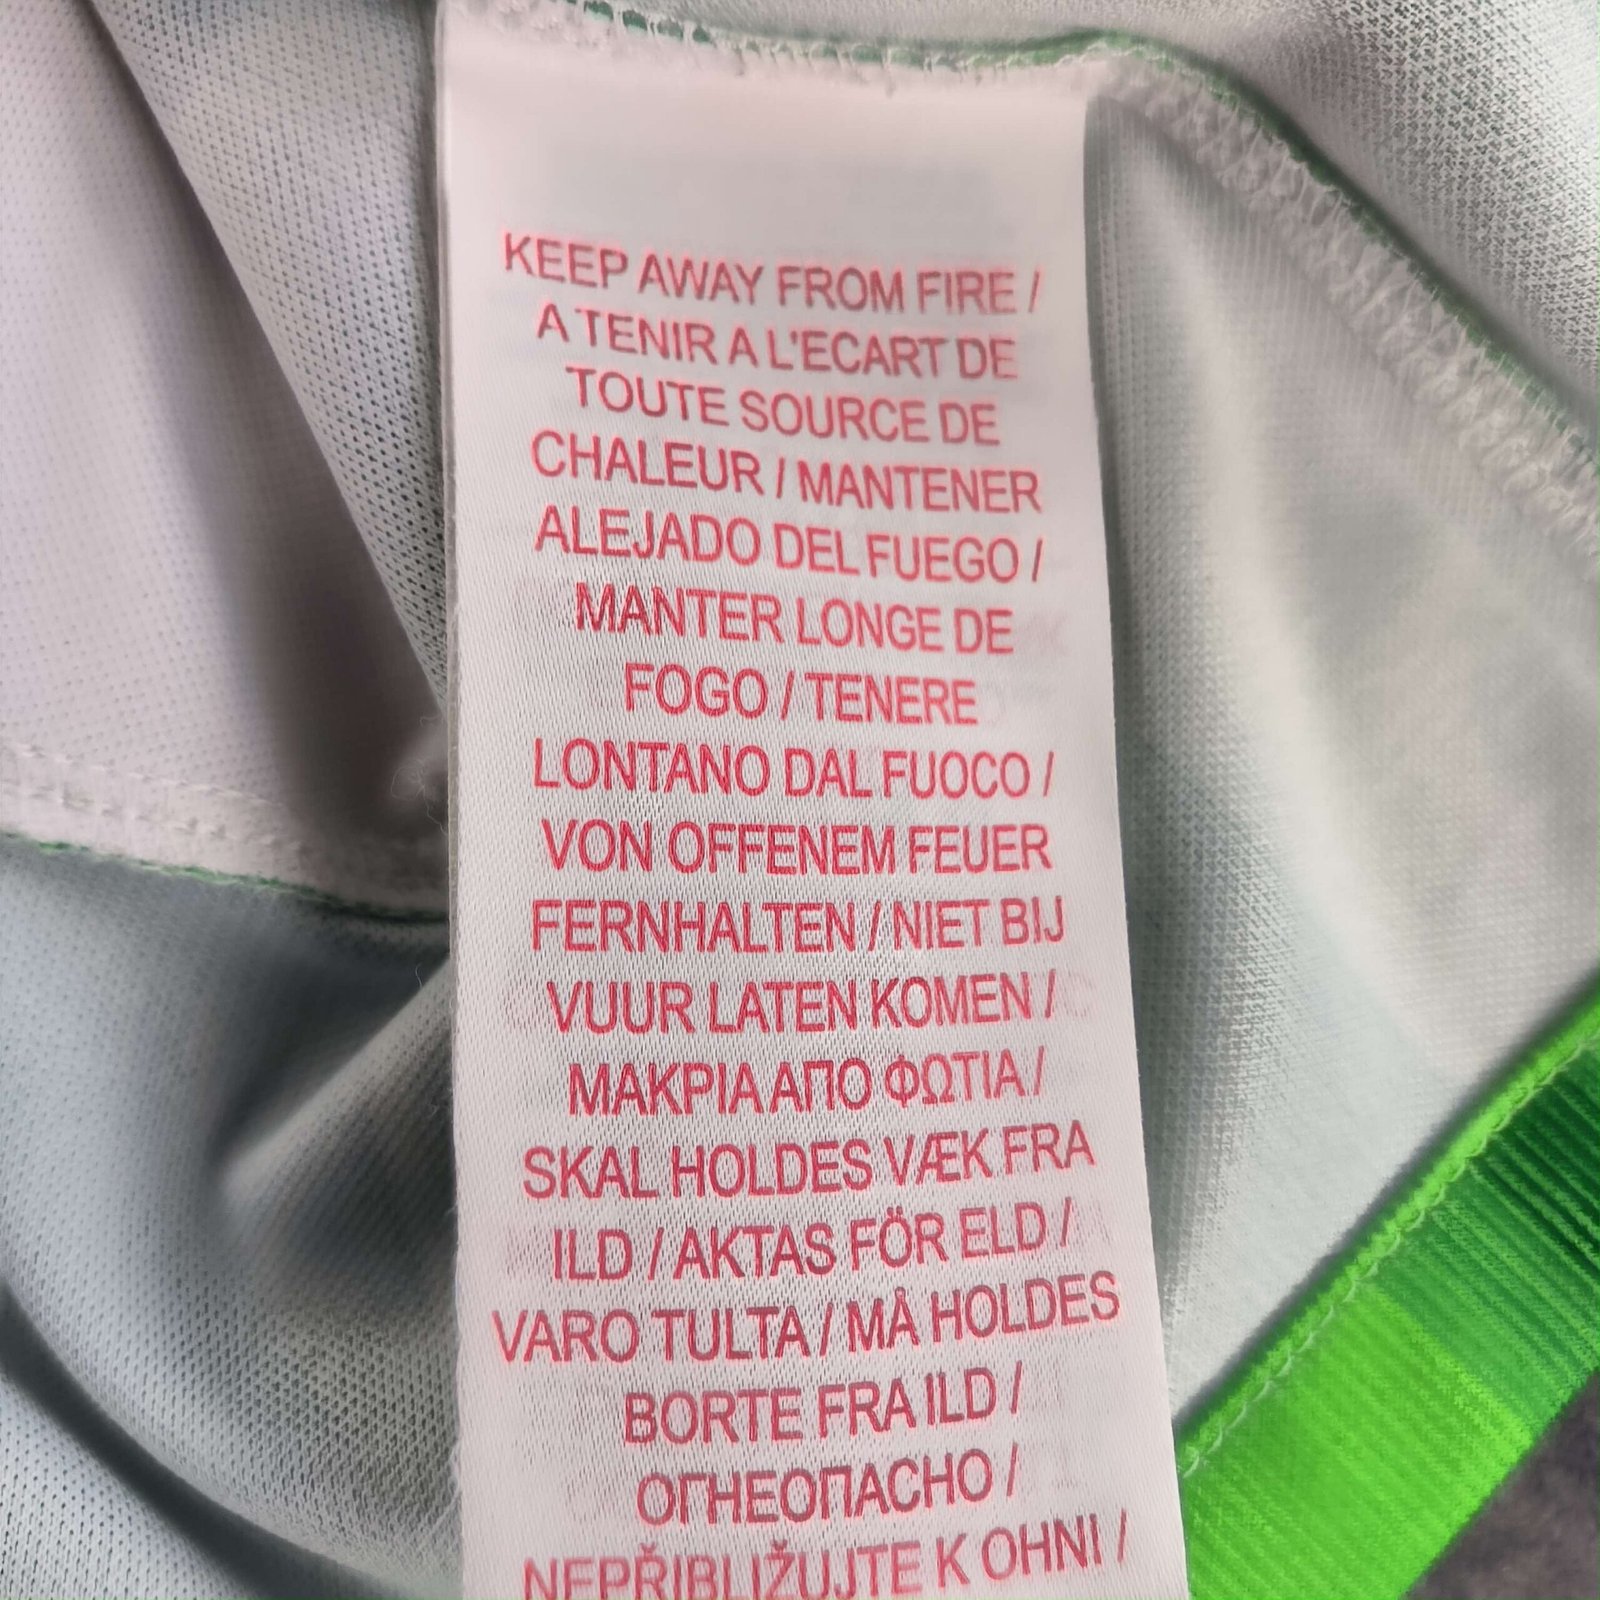 KEEP AWAY FROM FIRE /
A TENIR A L'ECART DE
TOUTE SOURCE DE
CHALEUR / MANTENER
ALEJADO DEL FUEGO /
MANTER LONGE DE
FOGO / TENERE
LONTANO DAL FUOCO /
VON OFFENEM FEUER
FERNHALTEN / NIET BIJ
VUUR LATEN KOMEN /
ΜΑΚΡΙΑ ΑΠΟ ΦΩΤΙΑ /
SKAL HOLDES VÆK FRA
ILD / AKTAS FÖR ELD /
VARO TULTA / MÅ HOLDES
BORTE FRA ILD /
ОГНЕОПАСНО /
NEPŘIBLIŽUJTE K OHNI /